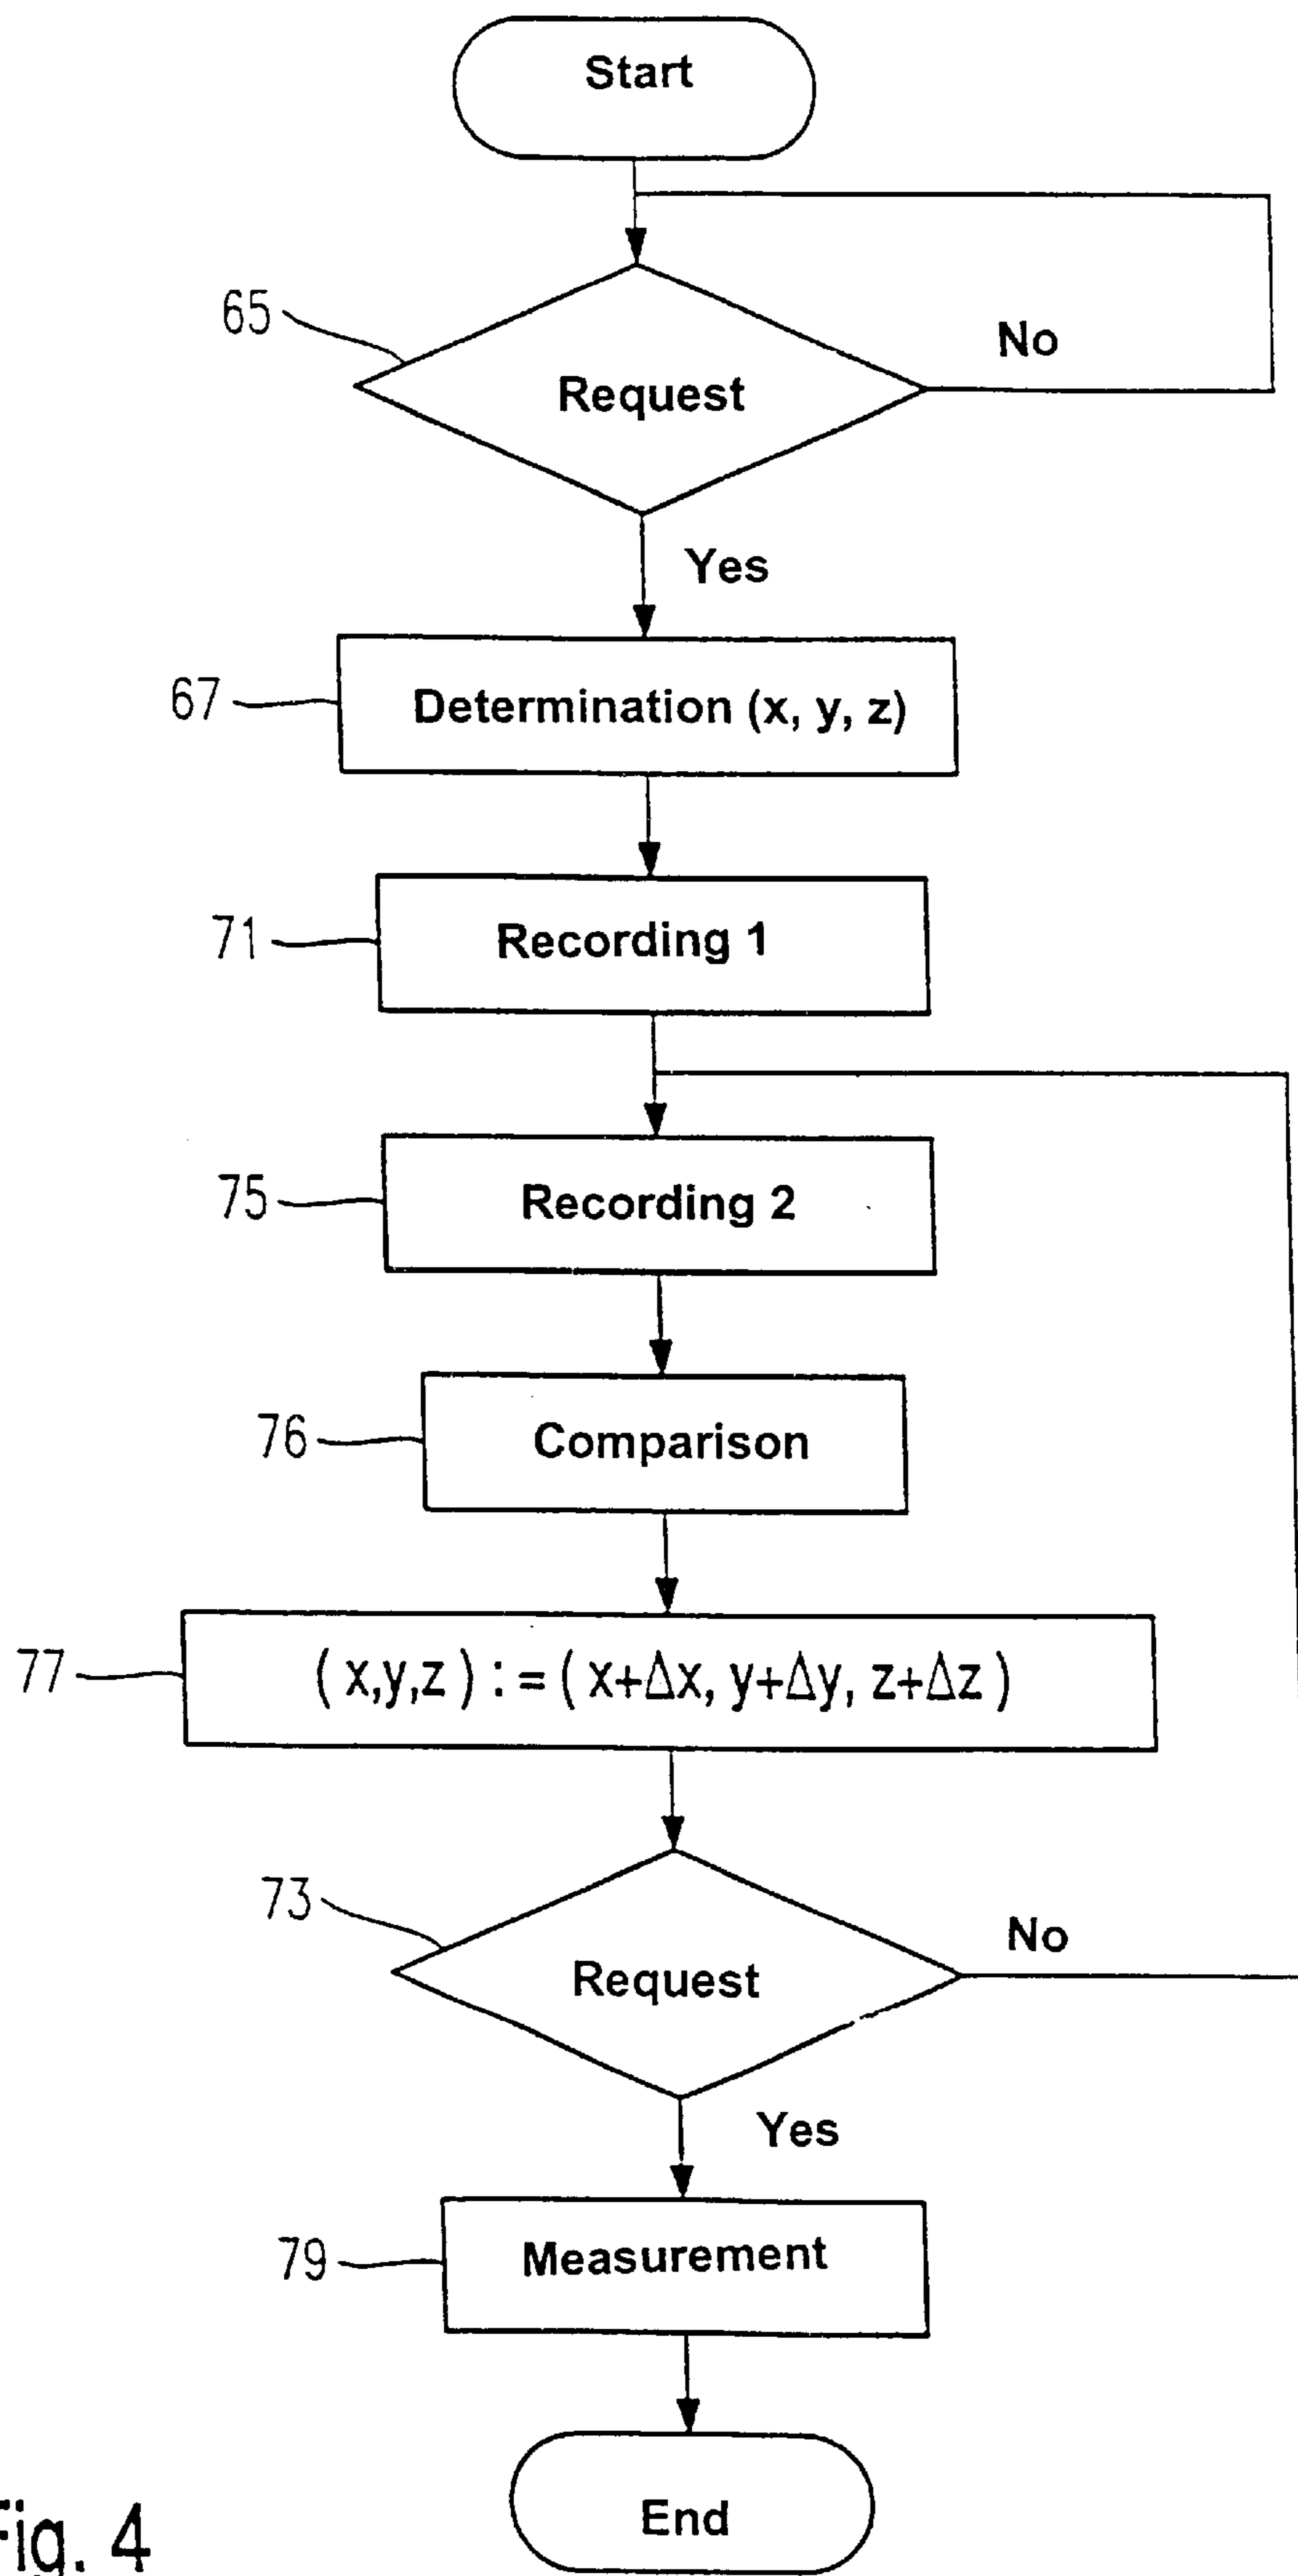 Start
65
No
Request
Yes
67
Determination (x, y, z)
71
Recording 1
75
Recording 2
76
Comparison
77
( x,y,z ) : = ( x+Δx, y+Δy, z+Δz )
73
No
Request
Yes
79
Measurement
End
Fig. 4